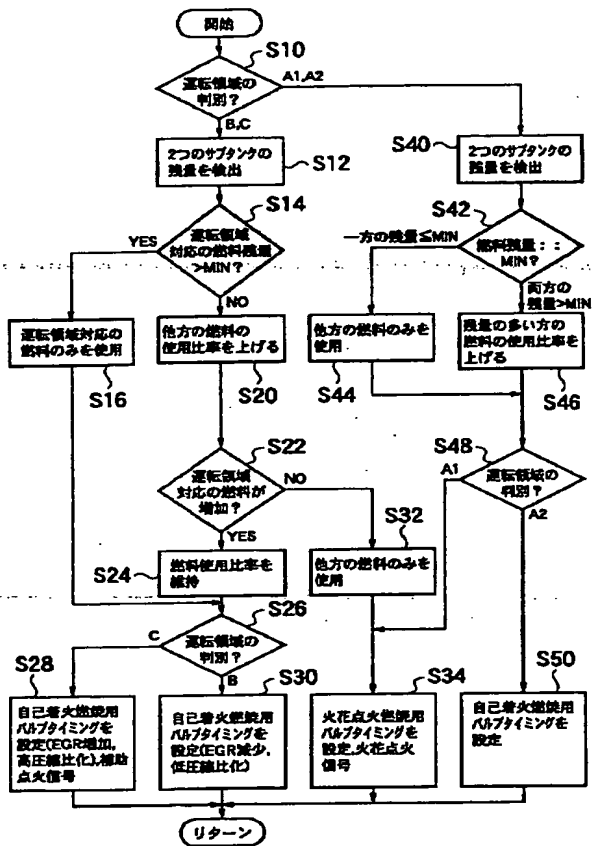 開始
S10
運転領域の
判別?
A1,A2
B,C
2つのサブタンクの
残量を検出
S12
S40
2つのサブタンクの
残量を検出
S14
運転領域
対応の燃料残量
>MIN?
YES
NO
S42
一方の残量≦MIN
燃料残量::
MIN?
両方の
残量>MIN
運転領域対応の
燃料のみを使用
S16
他方の燃料の
使用比率を上げる
S20
他方の燃料のみを
使用
S44
残量の多い方の
燃料の使用比率を
上げる
S46
S22
運転領域
対応の燃料が
増加?
NO
YES
S48
A1
運転領域の
判別?
A2
S24
燃料使用比率を
維持
S32
他方の燃料のみを
使用
S26
C
運転領域の
判別?
B
S28
自己着火燃焼用
バルブタイミングを
設定(EGR増加,
高圧縮比化),補助
点火信号
S30
自己着火燃焼用
バルブタイミングを
設定(EGR減少,
低圧縮比化)
S34
火花点火燃焼用
バルブタイミングを
設定,火花点火
信号
S50
自己着火燃焼用
バルブタイミングを
設定
リターン